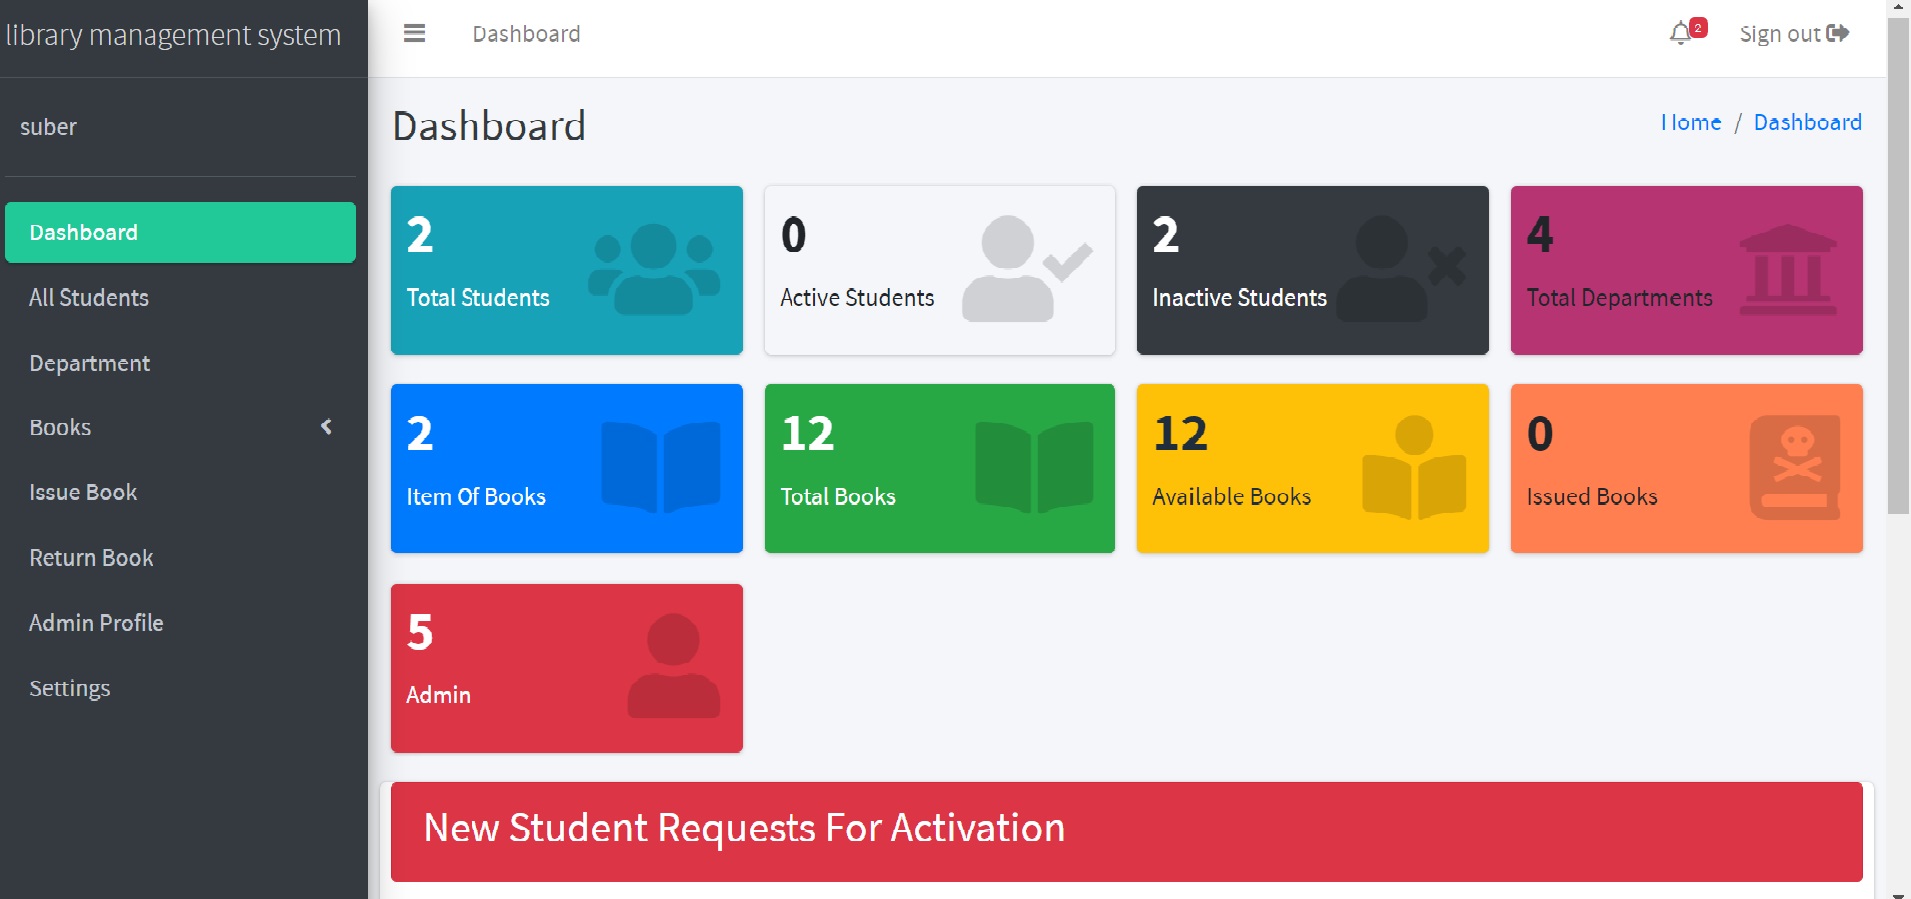 library management system
Dashboard
2
Sign out
suber
Dashboard
Home / Dashboard
Dashboard
All Students
Department
Books
Issue Book
Return Book
Admin Profile
Settings
2
Total Students
0
Active Students
2
Inactive Students
4
Total Departments
2
Item Of Books
12
Total Books
12
Available Books
0
Issued Books
5
Admin
New Student Requests For Activation